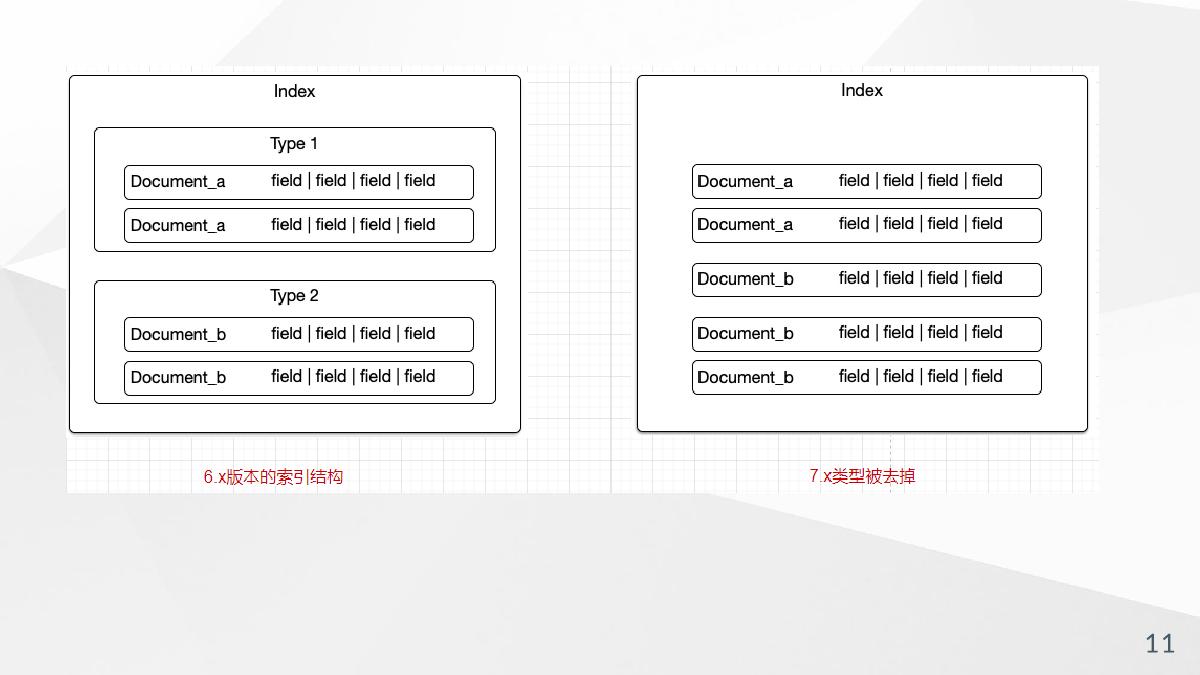 Index
Type 1
Document_a field | field | field | field
Document_a field | field | field | field
Type 2
Document_b field | field | field | field
Document_b field | field | field | field
6.x版本的索引结构
Index
Document_a field | field | field | field
Document_a field | field | field | field
Document_b field | field | field | field
Document_b field | field | field | field
Document_b field | field | field | field
7.x类型被去掉
11